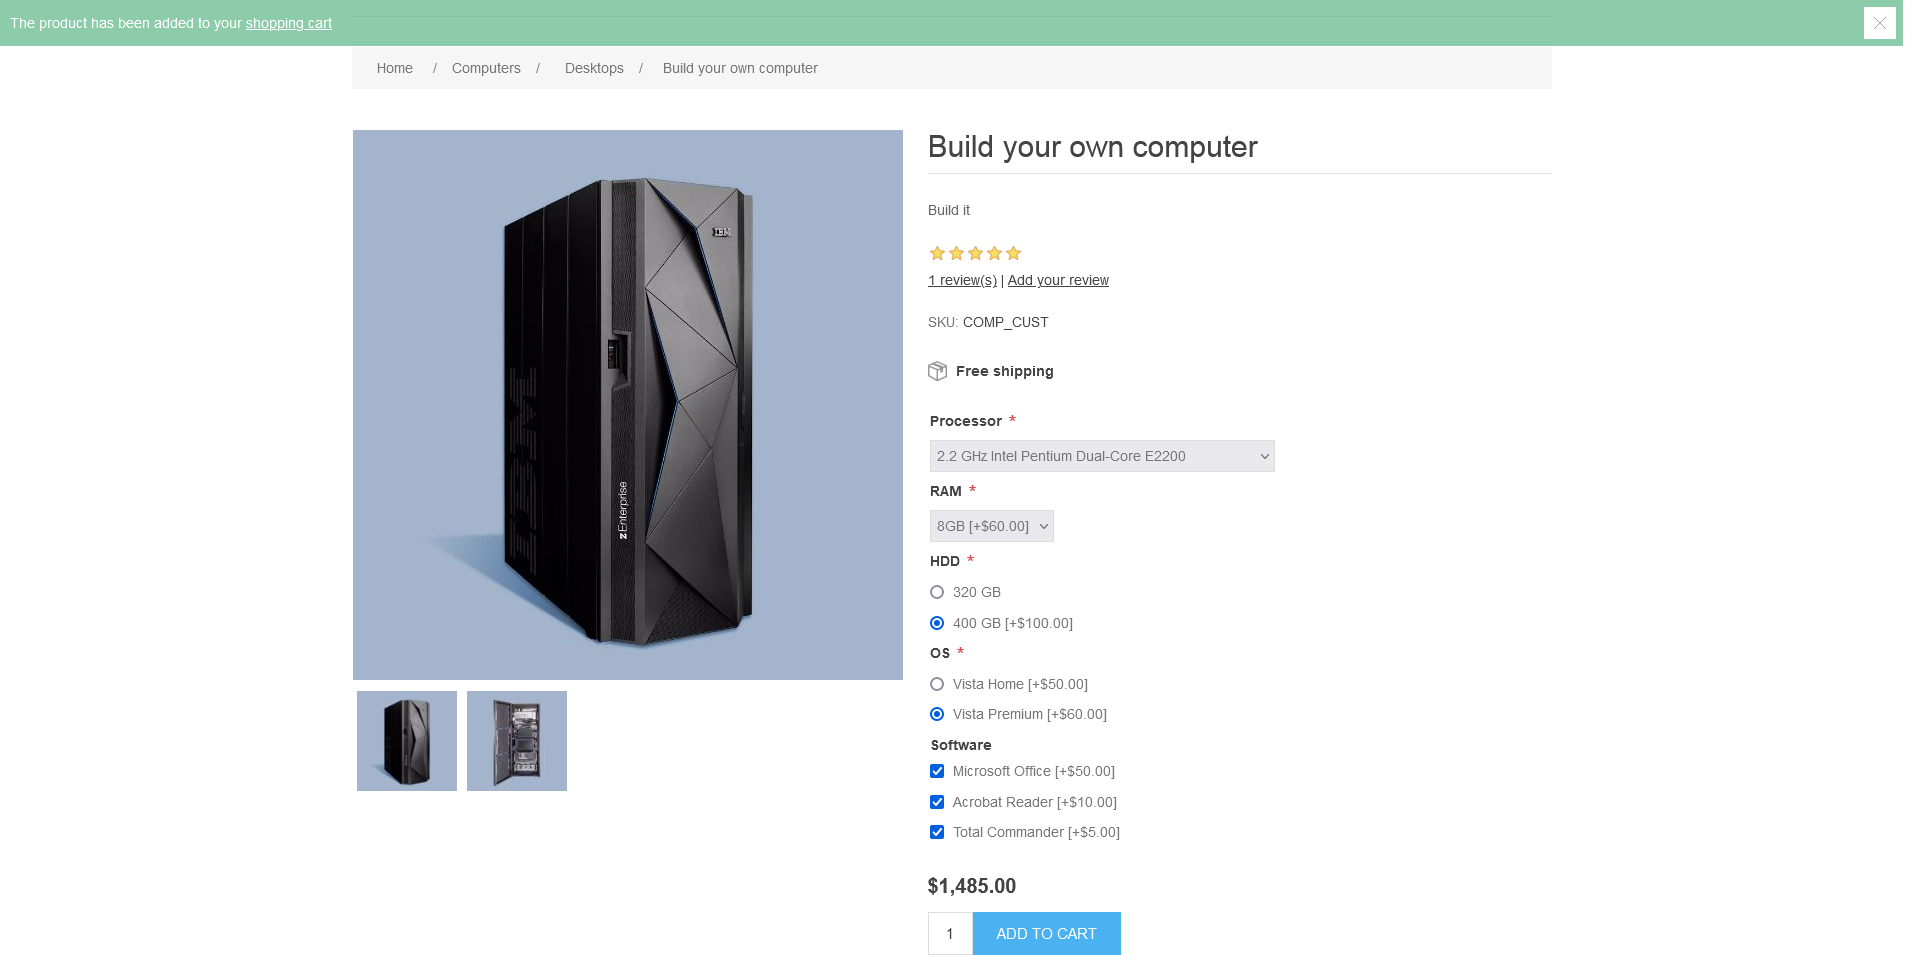 The product has been added to your shopping cart
Home / Computers / Desktops / Build your own computer
IBM
IBM
z Enterprise
Build your own computer
Build it
1 review(s) | Add your review
SKU: COMP_CUST
Free shipping
Processor *
2.2 GHz Intel Pentium Dual-Core E2200
RAM *
8GB [+$60.00]
HDD *
320 GB
400 GB [+$100.00]
OS *
Vista Home [+$50.00]
Vista Premium [+$60.00]
Software
Microsoft Office [+$50.00]
Acrobat Reader [+$10.00]
Total Commander [+$5.00]
$1,485.00
1 ADD TO CART